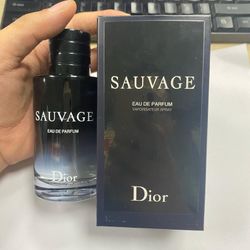 SAUVAGE
EAU DE PARFUM
Dior
SAUVAGE
EAU DE PARFUM
VAPORISATEUR SPRAY
Dior